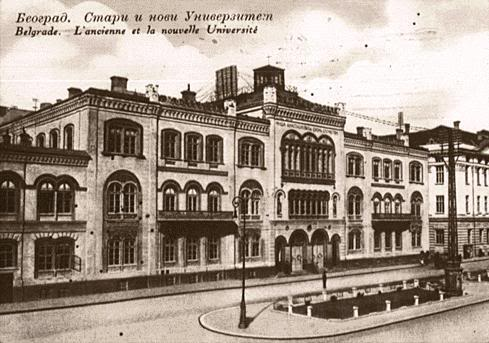 Београд. Стари и нови Универзитет
Belgrade. L'ancienne et la nouvelle Université